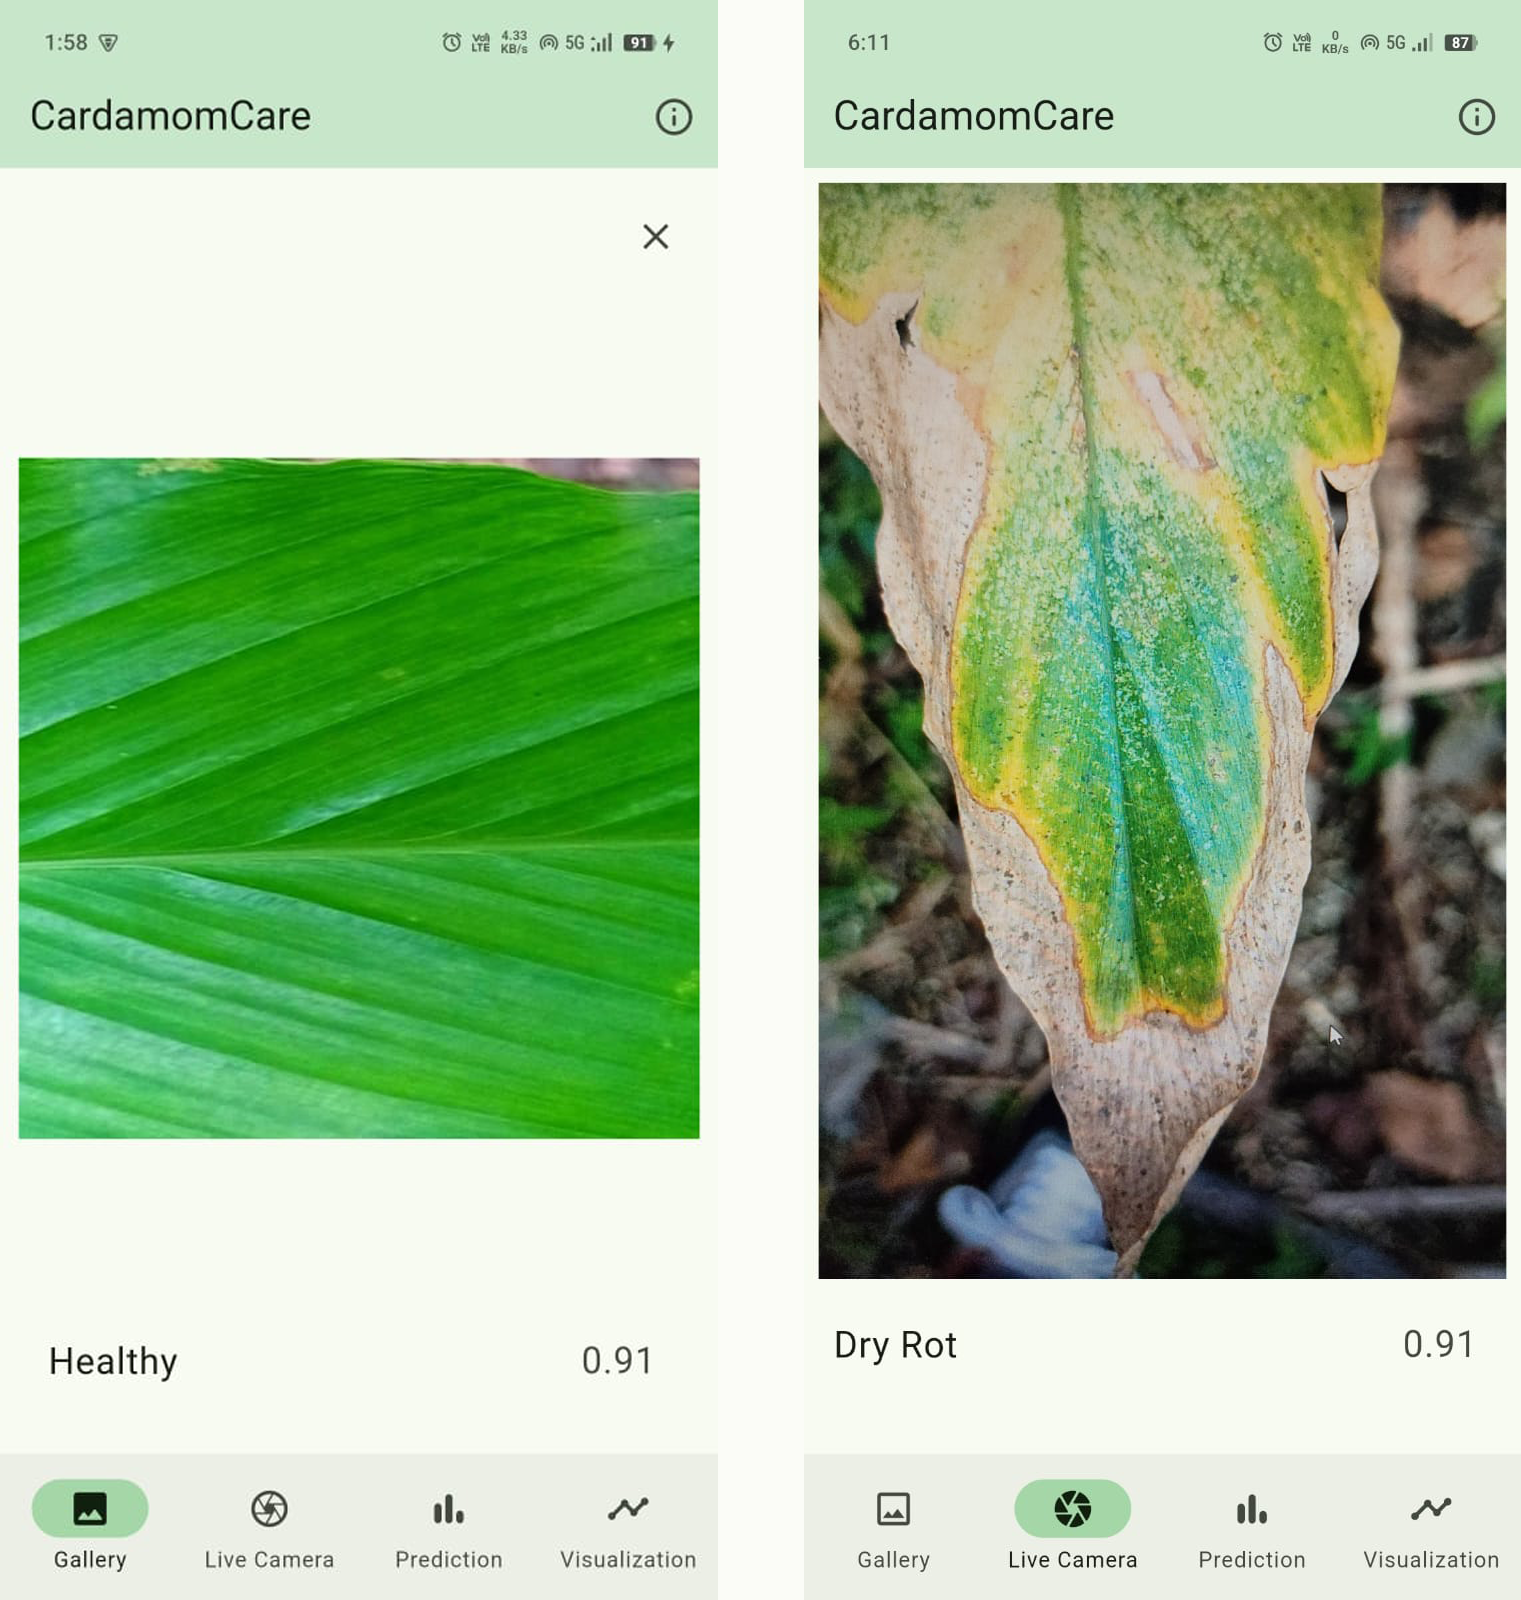 1:58
Vo) LTE 4.33 KB/s 5G 91
CardamomCare
Healthy 0.91
Gallery Live Camera Prediction Visualization
6:11
Vo) LTE 0 KB/s 5G 87
CardamomCare
Dry Rot 0.91
Gallery Live Camera Prediction Visualization